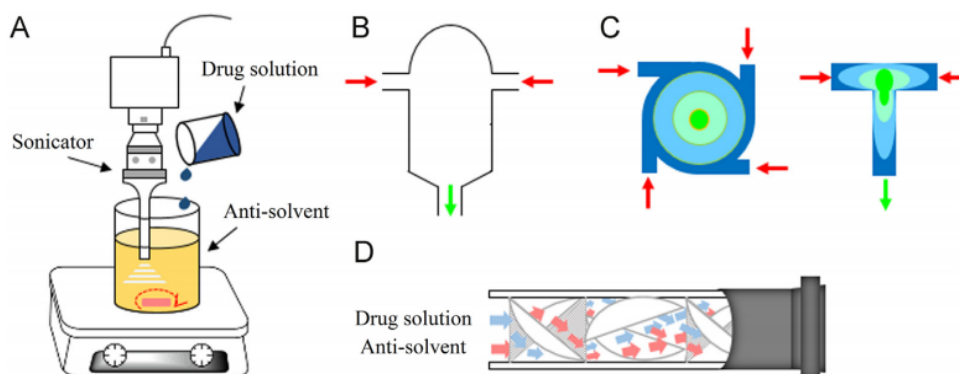 A
Drug solution
Sonicator
Anti-solvent
B
C
D
Drug solution
Anti-solvent